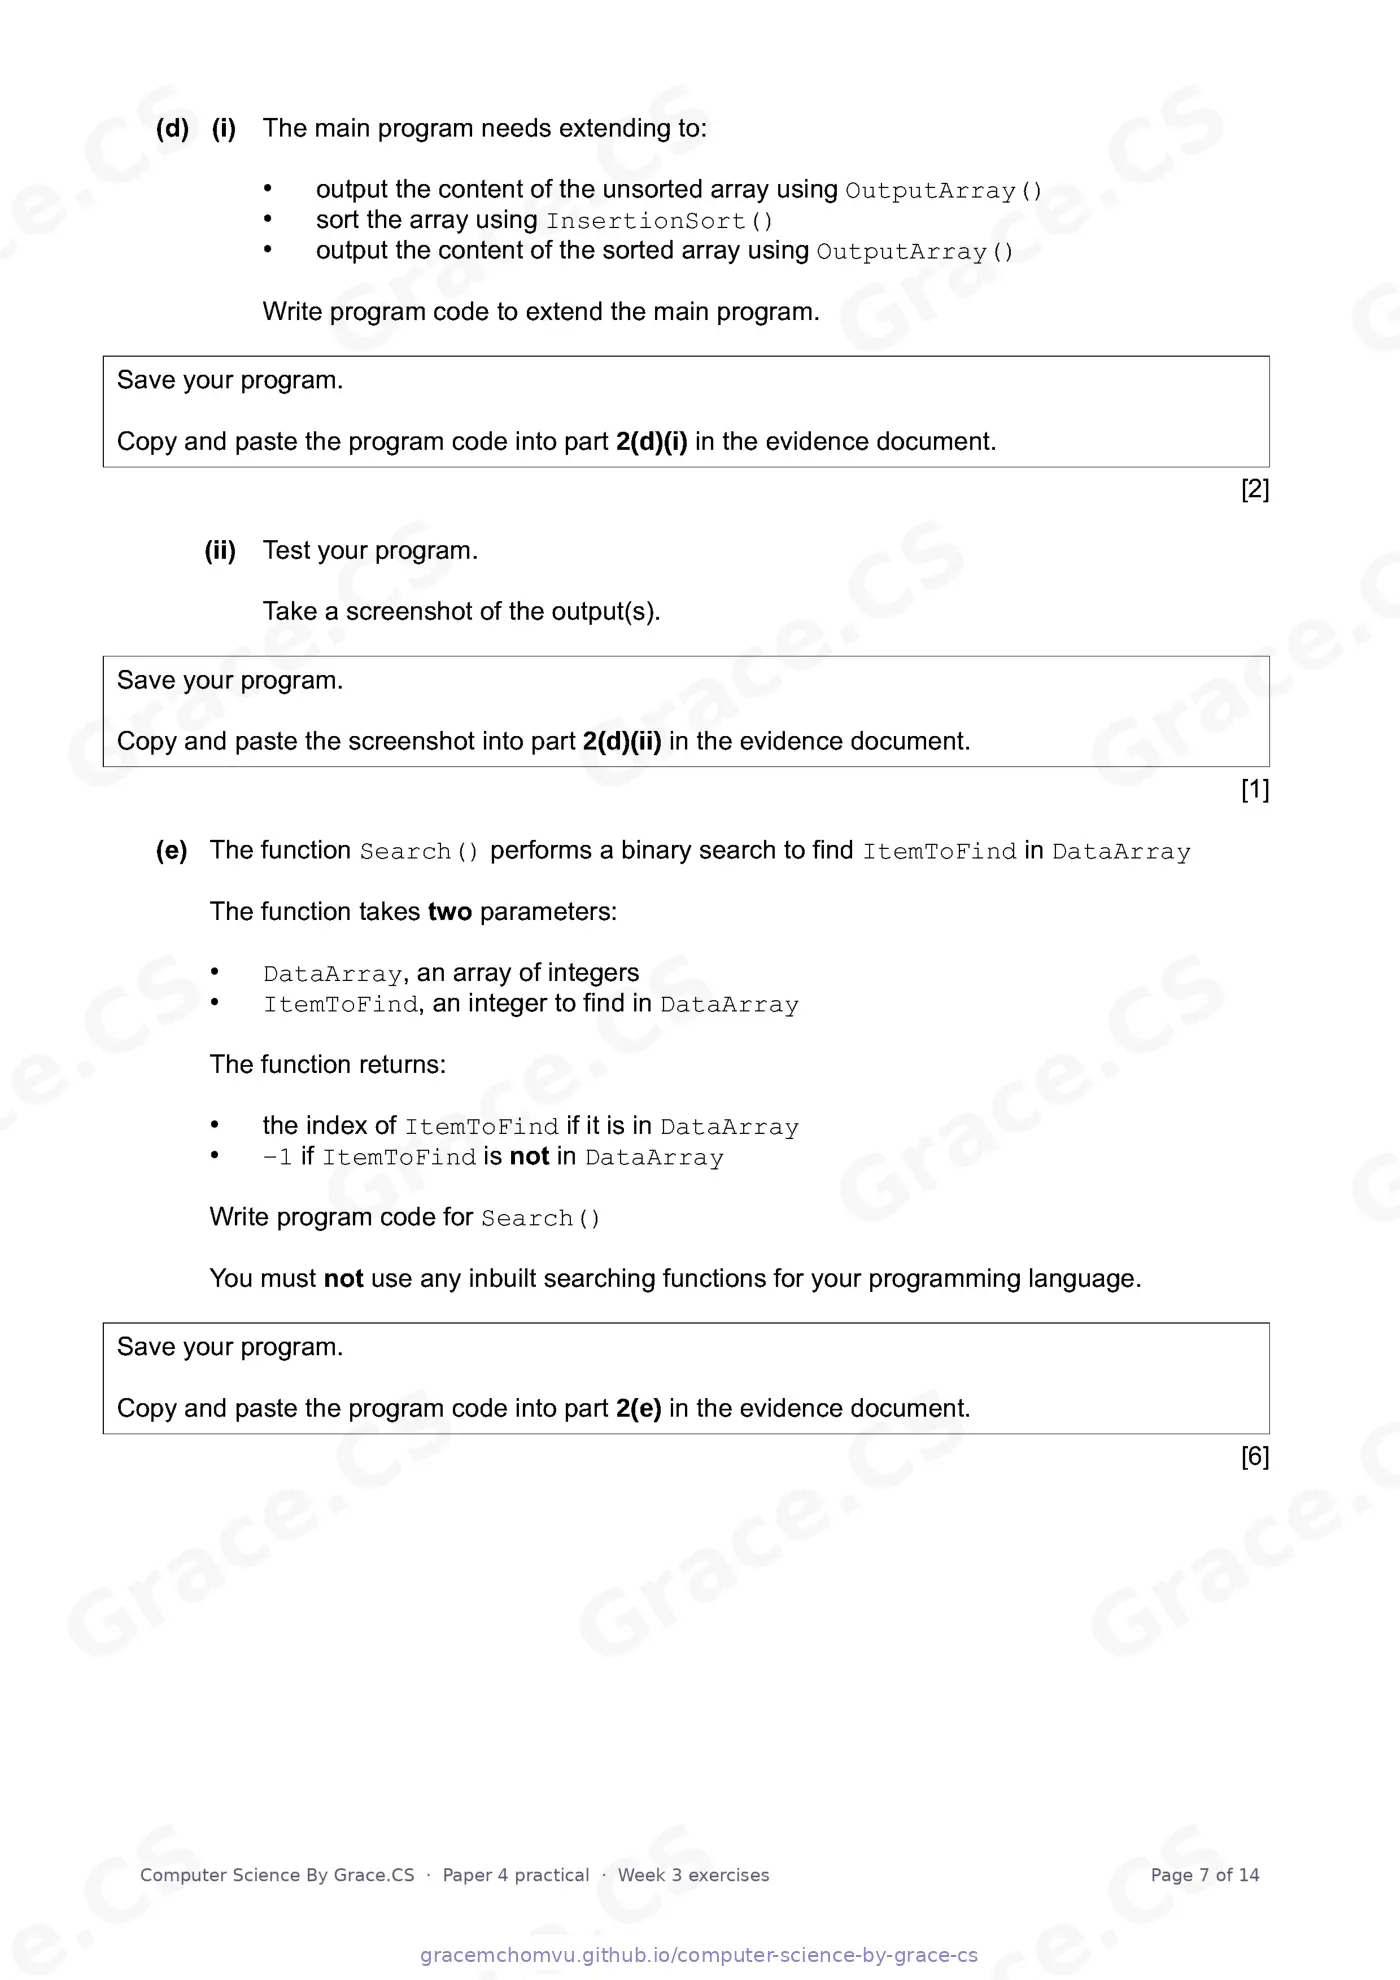 (d) (i) The main program needs extending to:
• output the content of the unsorted array using OutputArray()
• sort the array using InsertionSort()
• output the content of the sorted array using OutputArray()
Write program code to extend the main program.
Save your program.
Copy and paste the program code into part 2(d)(i) in the evidence document.
[2]
(ii) Test your program.
Take a screenshot of the output(s).
Save your program.
Copy and paste the screenshot into part 2(d)(ii) in the evidence document.
[1]
(e) The function Search() performs a binary search to find ItemToFind in DataArray
The function takes two parameters:
• DataArray, an array of integers
• ItemToFind, an integer to find in DataArray
The function returns:
• the index of ItemToFind if it is in DataArray
• −1 if ItemToFind is not in DataArray
Write program code for Search()
You must not use any inbuilt searching functions for your programming language.
Save your program.
Copy and paste the program code into part 2(e) in the evidence document.
[6]
Computer Science By Grace.CS · Paper 4 practical · Week 3 exercises Page 7 of 14
gracemchomvu.github.io/computer-science-by-grace-cs